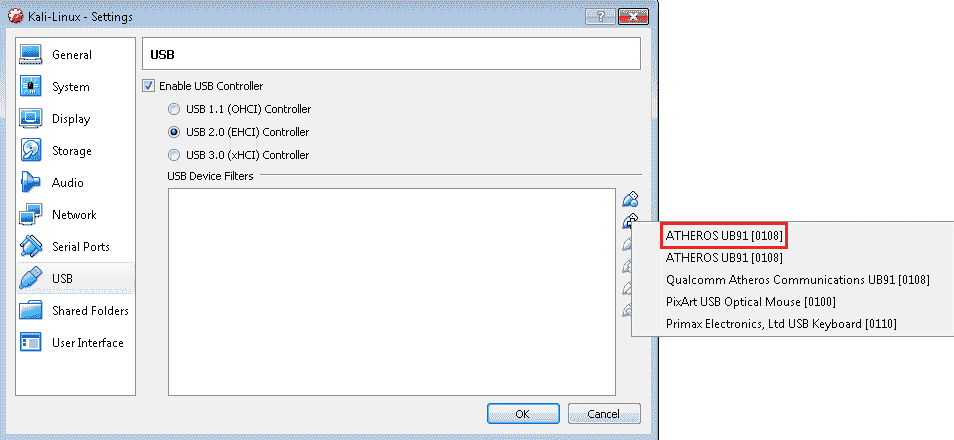 Kali-Linux - Settings
General
System
Display
Storage
Audio
Network
Serial Ports
USB
Shared Folders
User Interface
USB
Enable USB Controller
USB 1.1 (OHCI) Controller
USB 2.0 (EHCI) Controller
USB 3.0 (xHCI) Controller
USB Device Filters
ATHEROS UB91 [0108]
ATHEROS UB91 [0108]
Qualcomm Atheros Communications UB91 [0108]
PixArt USB Optical Mouse [0100]
Primax Electronics, Ltd USB Keyboard [0110]
OK
Cancel